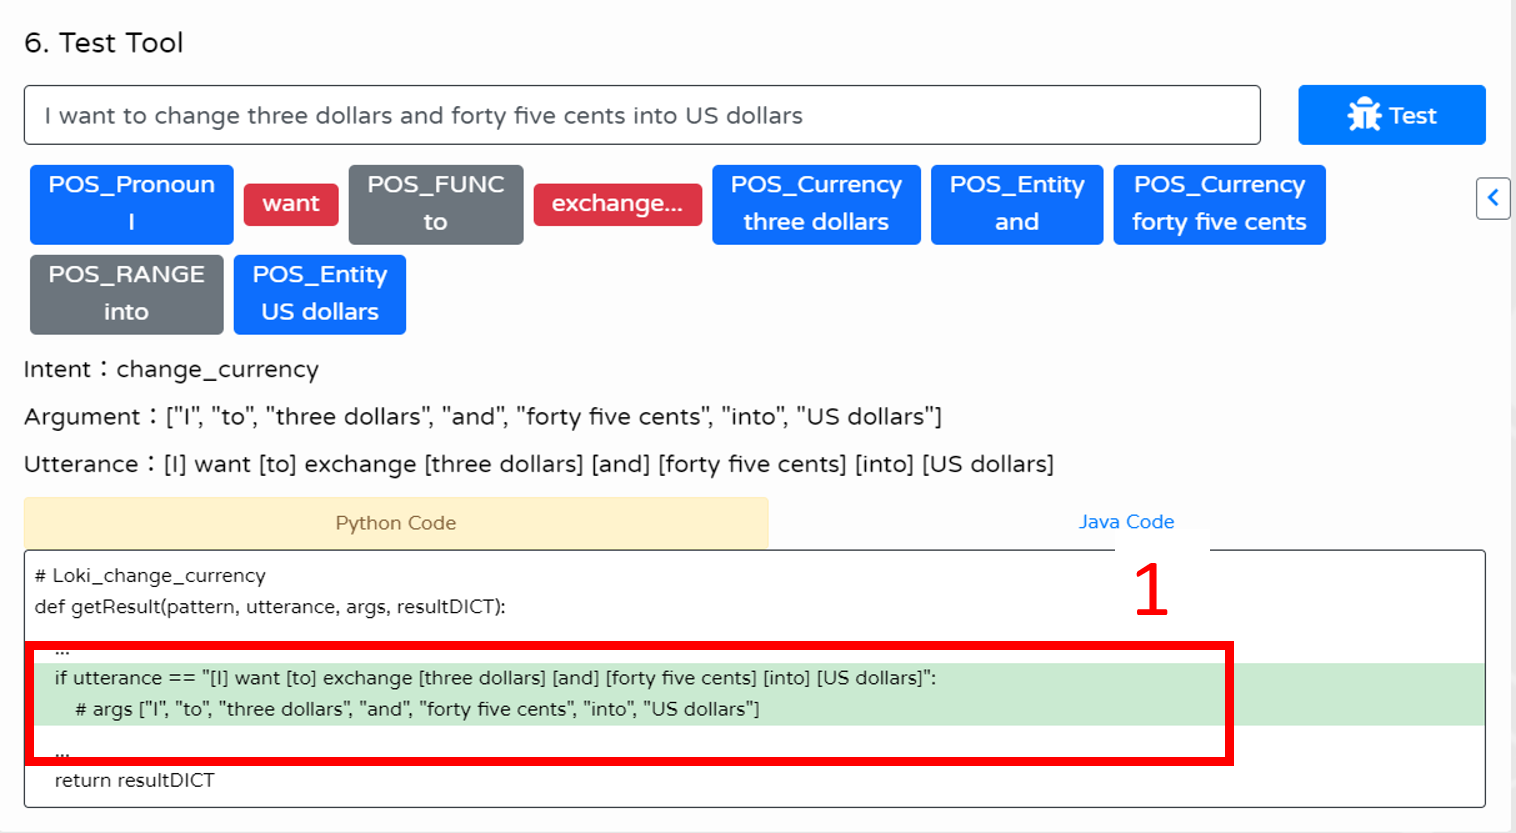 6. Test Tool
I want to change three dollars and forty five cents into US dollars
Test
POS_Pronoun
I
want
POS_FUNC
to
exchange...
POS_Currency
three dollars
POS_Entity
and
POS_Currency
forty five cents
POS_RANGE
into
POS_Entity
US dollars
Intent：change_currency
Argument：["I", "to", "three dollars", "and", "forty five cents", "into", "US dollars"]
Utterance：[I] want [to] exchange [three dollars] [and] [forty five cents] [into] [US dollars]
Python Code
Java Code
1
# Loki_change_currency
def getResult(pattern, utterance, args, resultDICT):
...
if utterance == "[I] want [to] exchange [three dollars] [and] [forty five cents] [into] [US dollars]":
# args ["I", "to", "three dollars", "and", "forty five cents", "into", "US dollars"]
...
return resultDICT